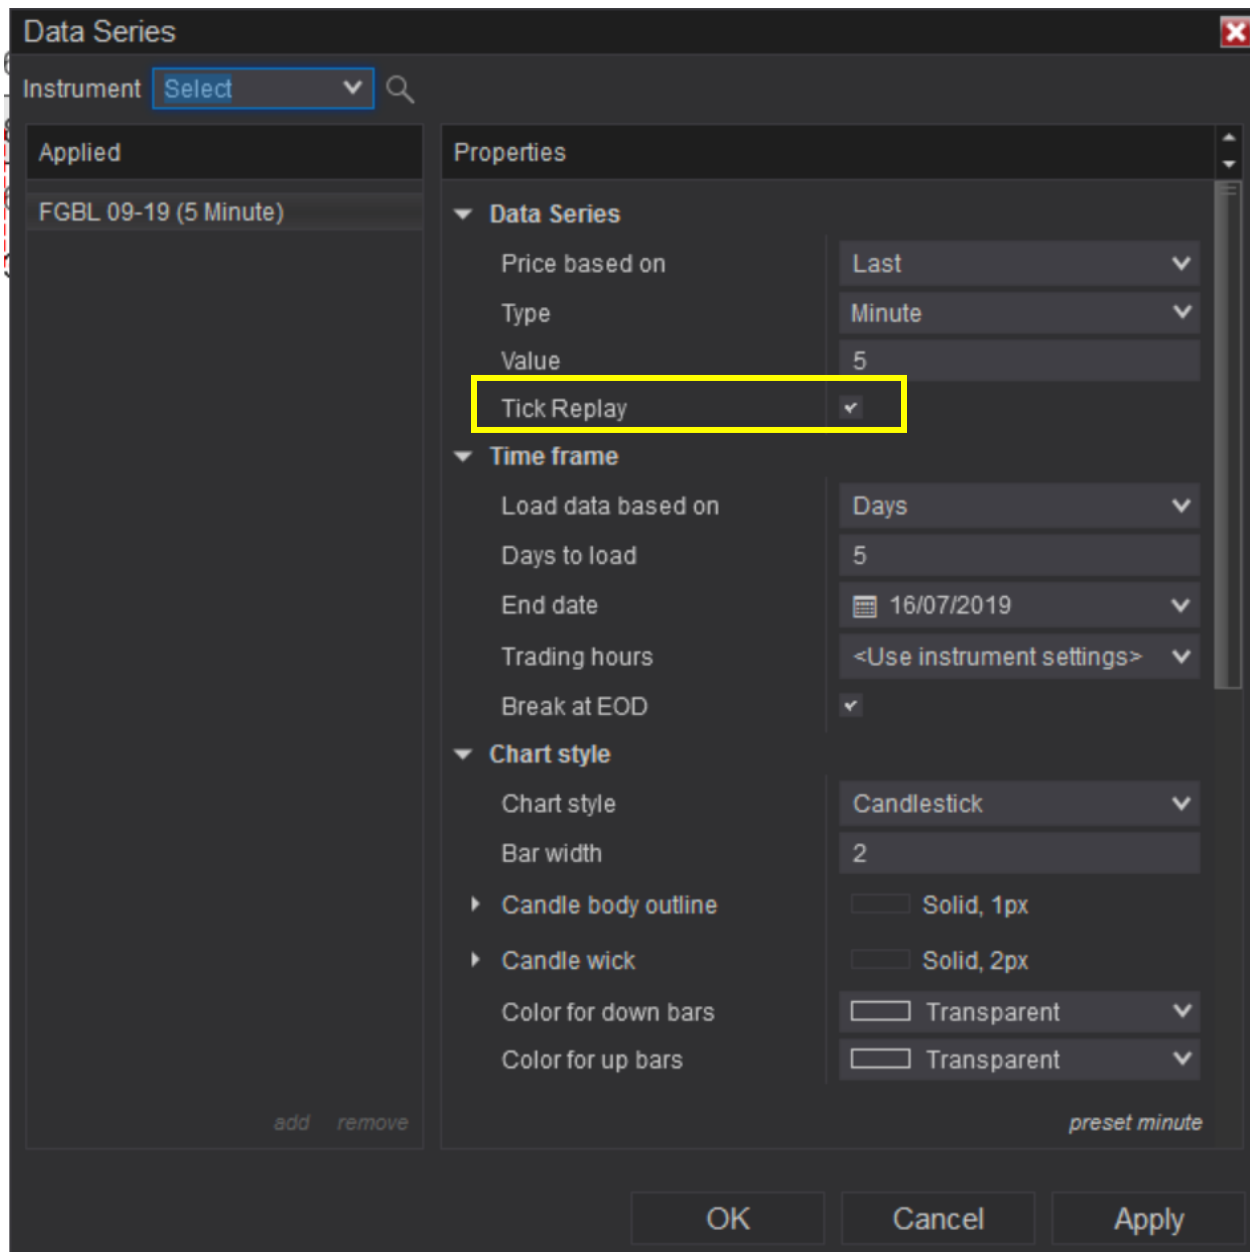 Data Series
Instrument Select
Applied
FGBL 09-19 (5 Minute)
add remove
Properties
Data Series
Price based on Last
Type Minute
Value 5
Tick Replay
Time frame
Load data based on Days
Days to load 5
End date 16/07/2019
Trading hours <Use instrument settings>
Break at EOD
Chart style
Chart style Candlestick
Bar width 2
Candle body outline Solid, 1px
Candle wick Solid, 2px
Color for down bars Transparent
Color for up bars Transparent
preset minute
OK Cancel Apply